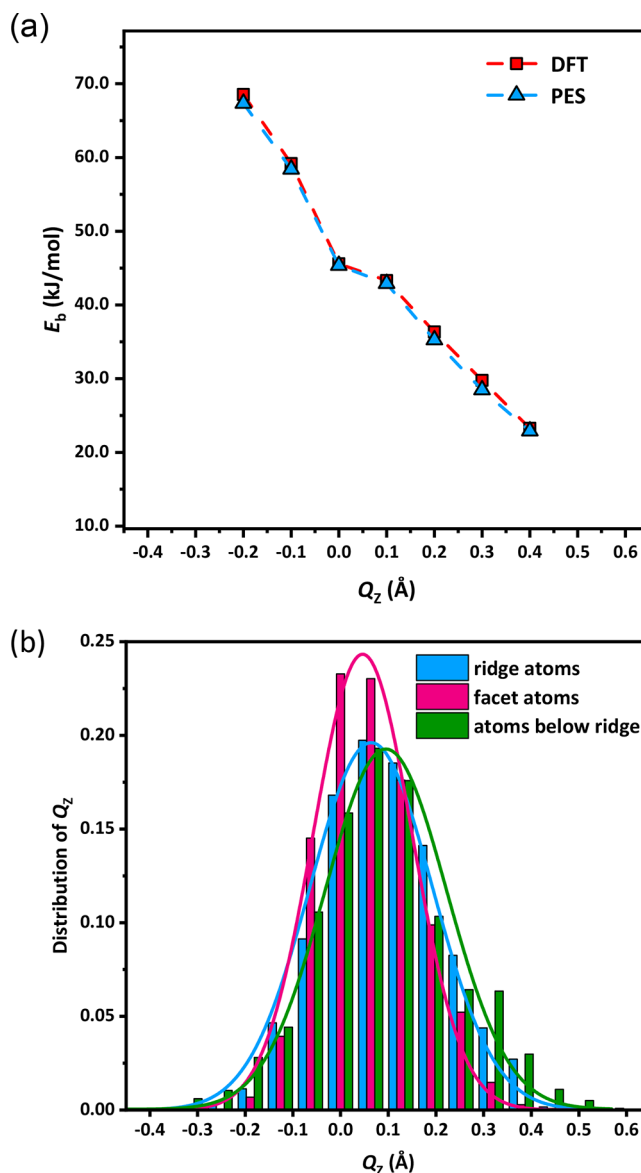 (a)
DFT
PES
70.0
60.0
50.0
40.0
30.0
20.0
10.0
E_b (kJ/mol)
-0.4 -0.3 -0.2 -0.1 0.0 0.1 0.2 0.3 0.4 0.5 0.6
Q_Z (Å)
(b)
ridge atoms
facet atoms
atoms below ridge
0.25
0.20
0.15
0.10
0.05
0.00
Distribution of Q_Z
-0.4 -0.3 -0.2 -0.1 0.0 0.1 0.2 0.3 0.4 0.5 0.6
Q_Z (Å)